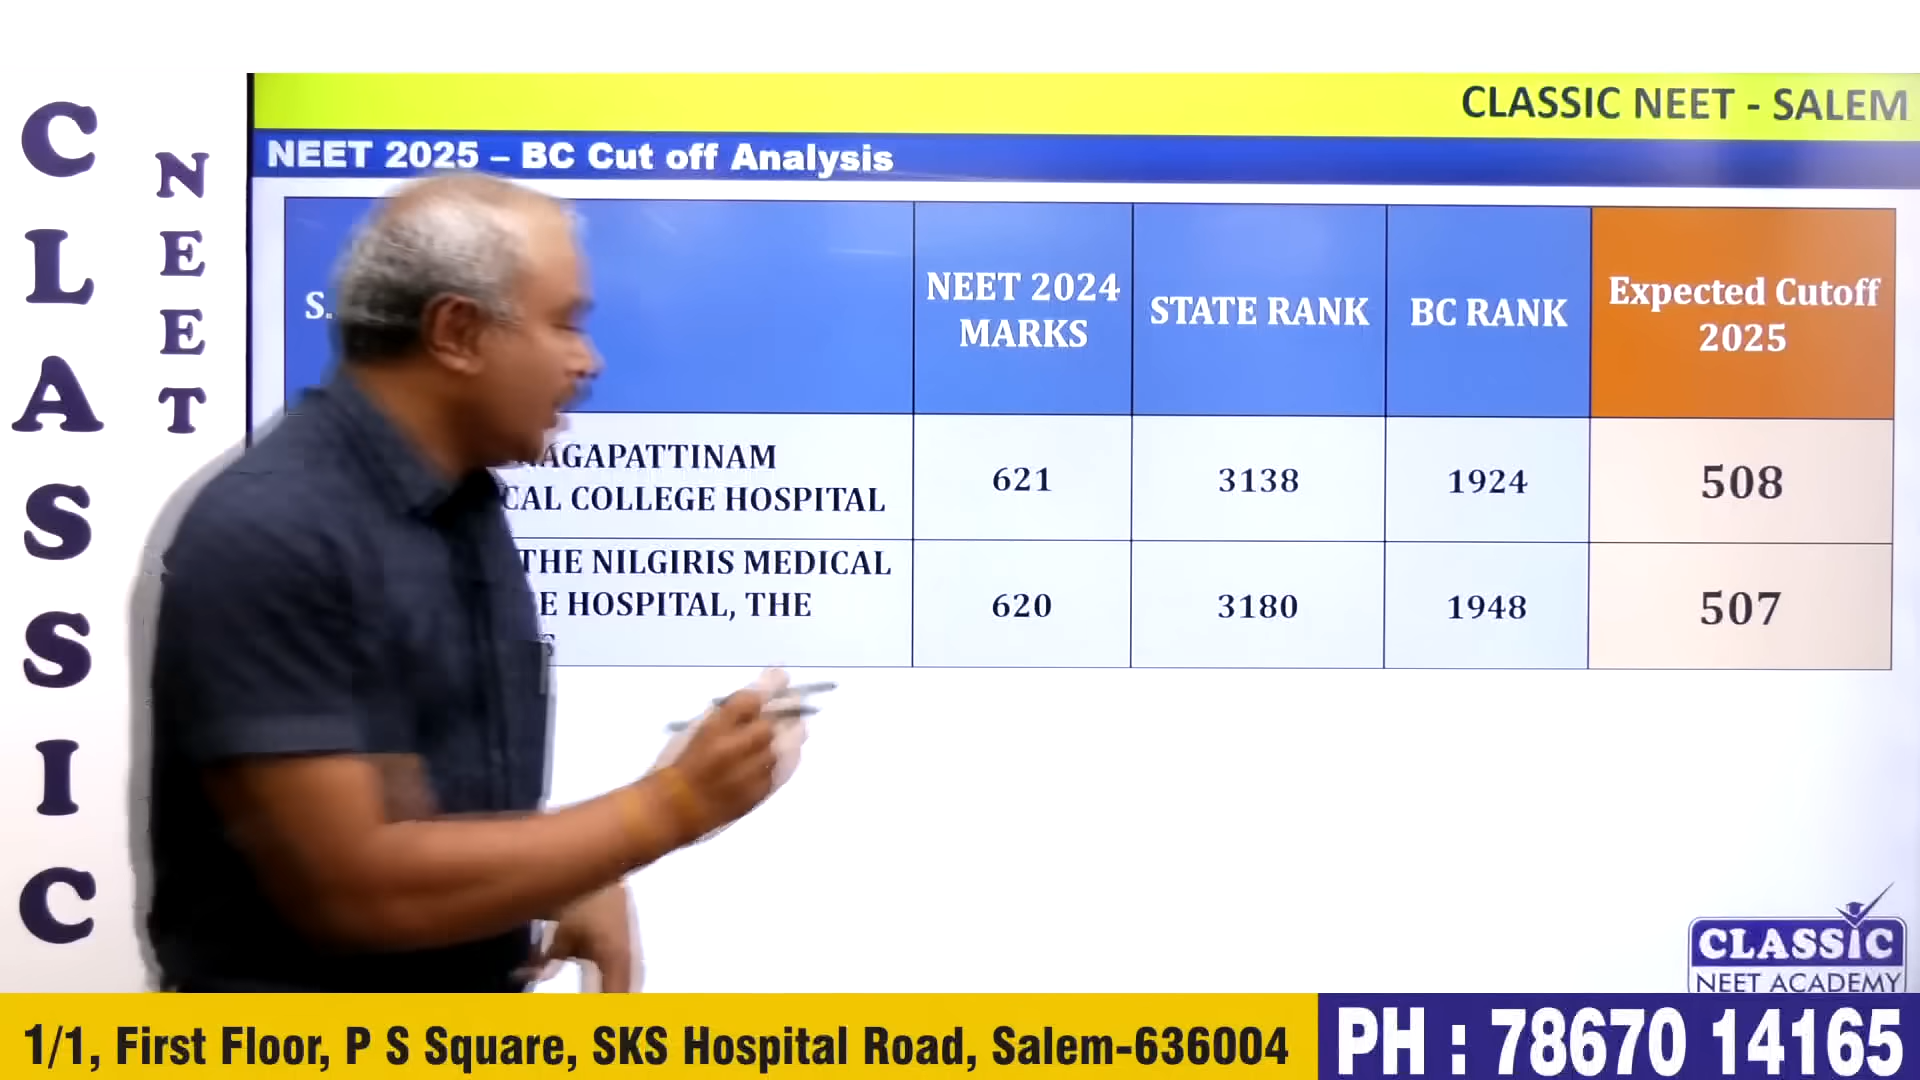 CLASSIC
NEET
CLASSIC NEET - SALEM
NEET 2025 – BC Cut off Analysis
S.
NEET 2024
MARKS
STATE RANK
BC RANK
Expected Cutoff
2025
AGAPATTINAM
CAL COLLEGE HOSPITAL
621
3138
1924
508
THE NILGIRIS MEDICAL
E HOSPITAL, THE
S
620
3180
1948
507
CLASSIC
NEET ACADEMY
1/1, First Floor, P S Square, SKS Hospital Road, Salem-636004
PH : 78670 14165